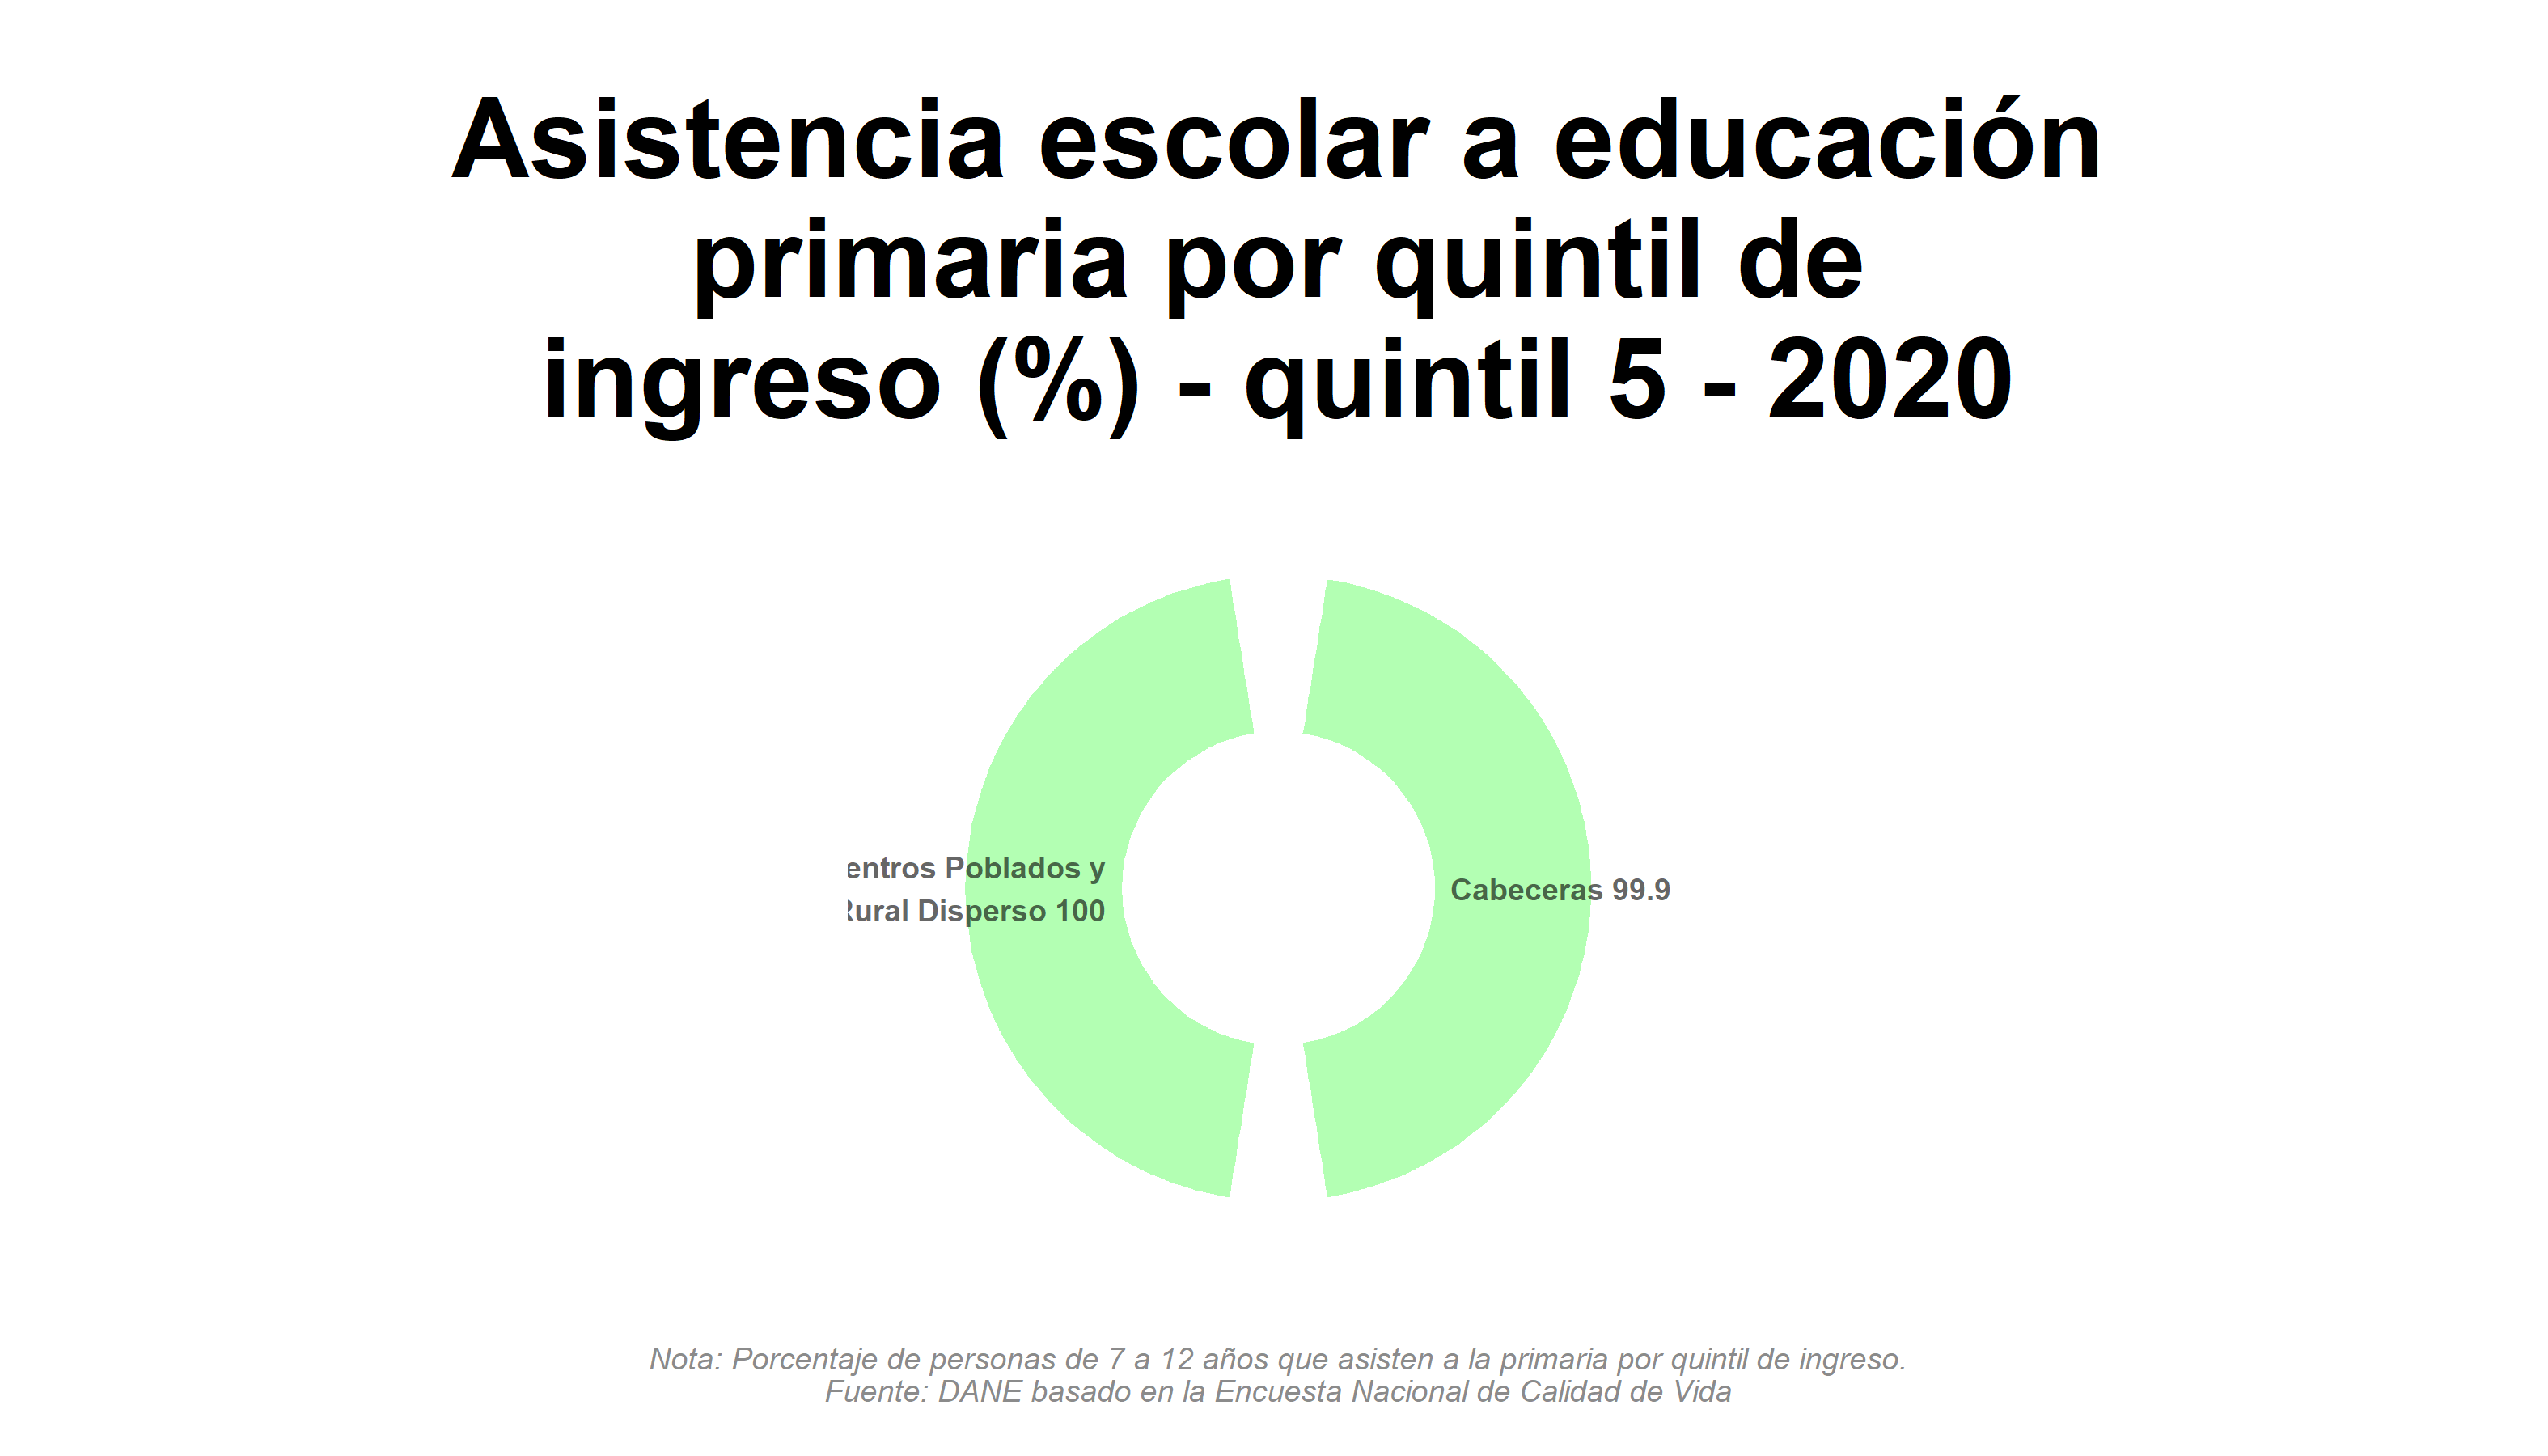 Asistencia escolar a educación
primaria por quintil de
ingreso (%) - quintil 5 - 2020
entros Poblados y
Rural Disperso 100
Cabeceras 99.9
Nota: Porcentaje de personas de 7 a 12 años que asisten a la primaria por quintil de ingreso.
Fuente: DANE basado en la Encuesta Nacional de Calidad de Vida